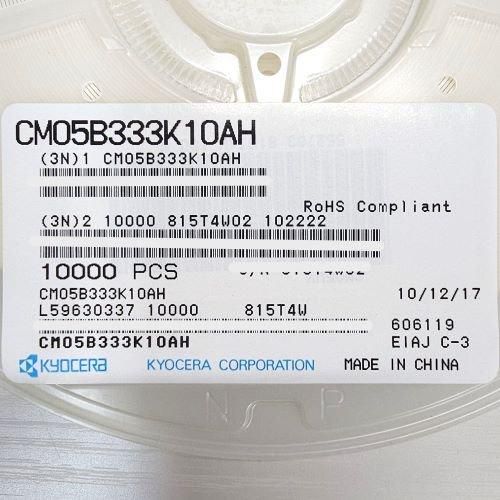 CM05B333K10AH
(3N)1 CM05B333K10AH
RoHS Compliant
(3N)2 10000 815T4W02 102222
10000 PCS
CM05B333K10AH 10/12/17
L59630337 10000 815T4W
606119
CM05B333K10AH EIAJ C-3
KYOCERA KYOCERA CORPORATION MADE IN CHINA
N P